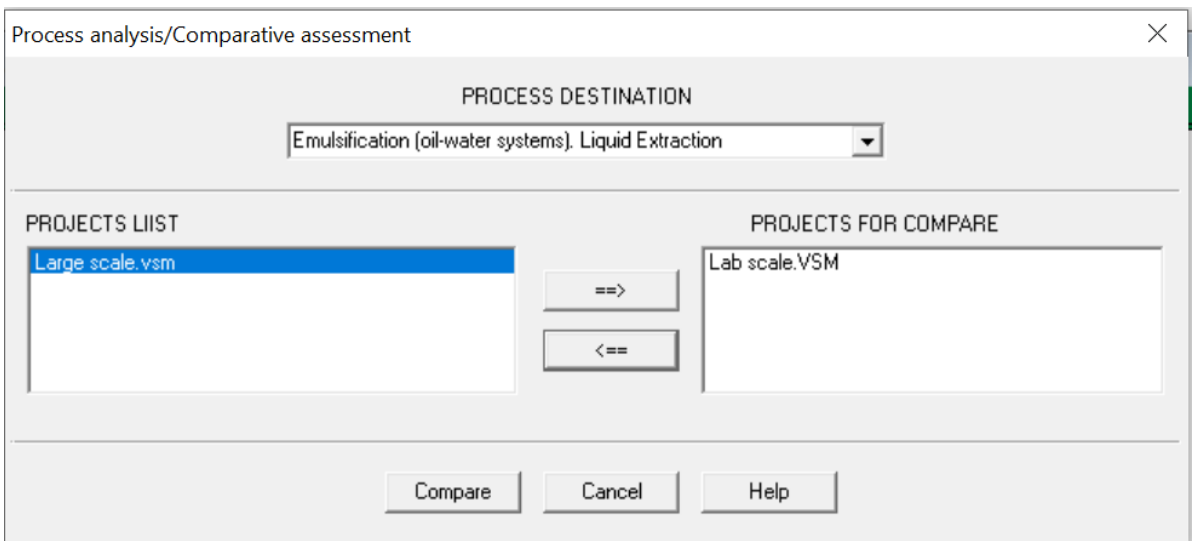 Process analysis/Comparative assessment
PROCESS DESTINATION
Emulsification (oil-water systems). Liquid Extraction
PROJECTS LIIST
PROJECTS FOR COMPARE
Large scale.vsm
Lab scale.VSM
==>
<==
Compare
Cancel
Help